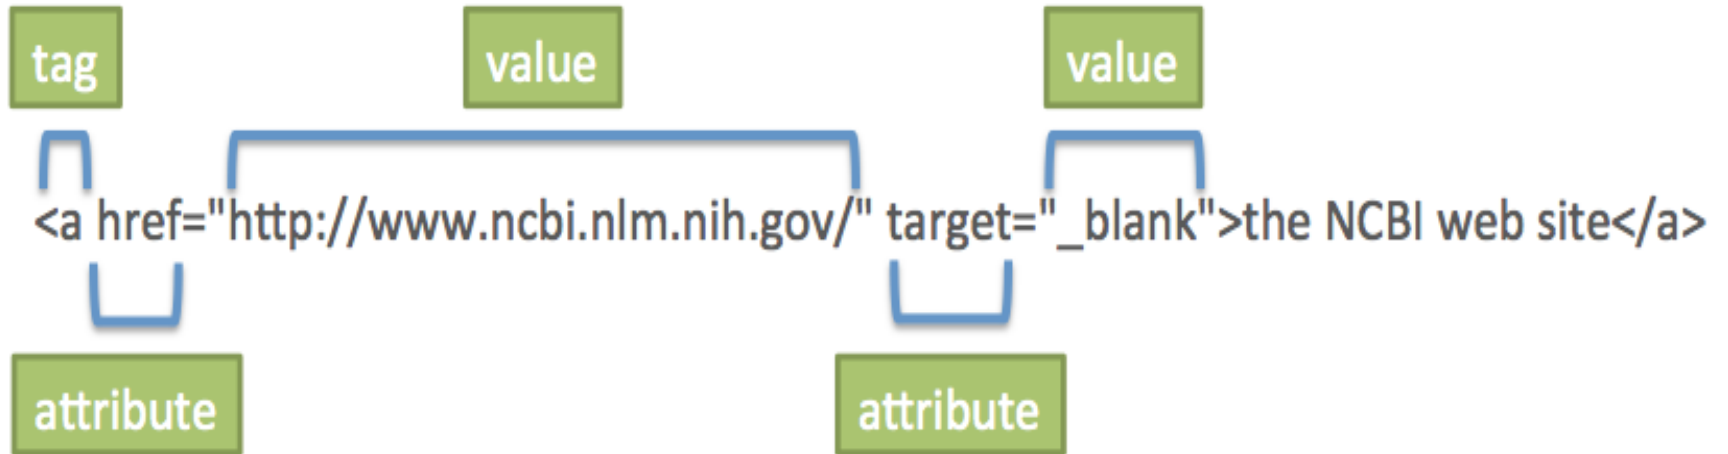 tag value value
<a href="http://www.ncbi.nlm.nih.gov/" target="_blank">the NCBI web site</a>
attribute attribute